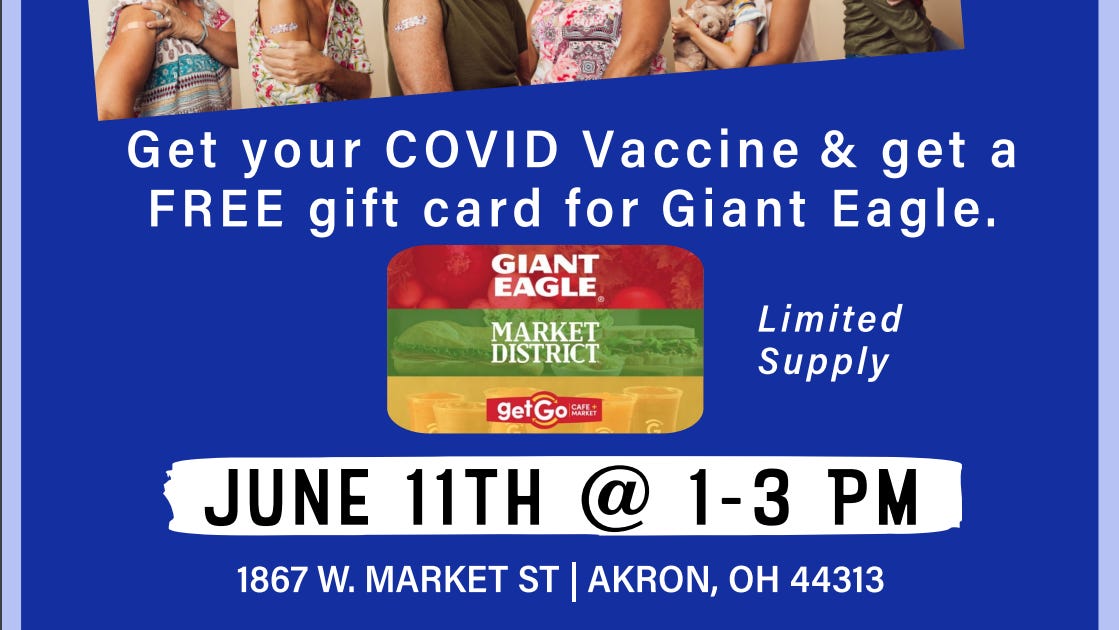 Get your COVID Vaccine & get a
FREE gift card for Giant Eagle.
GIANT
EAGLE®
MARKET
DISTRICT
getGo CAFE +
MARKET
Limited
Supply
JUNE 11TH @ 1-3 PM
1867 W. MARKET ST | AKRON, OH 44313